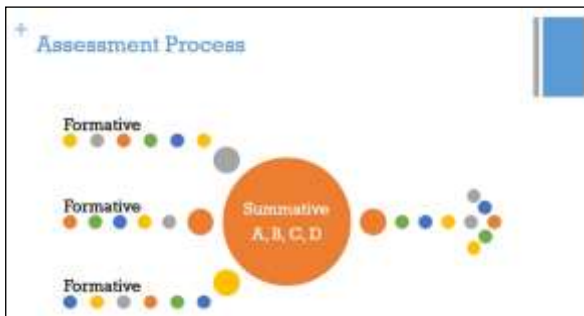 + Assessment Process
Formative
Formative
Summative
A, B, C, D
Formative